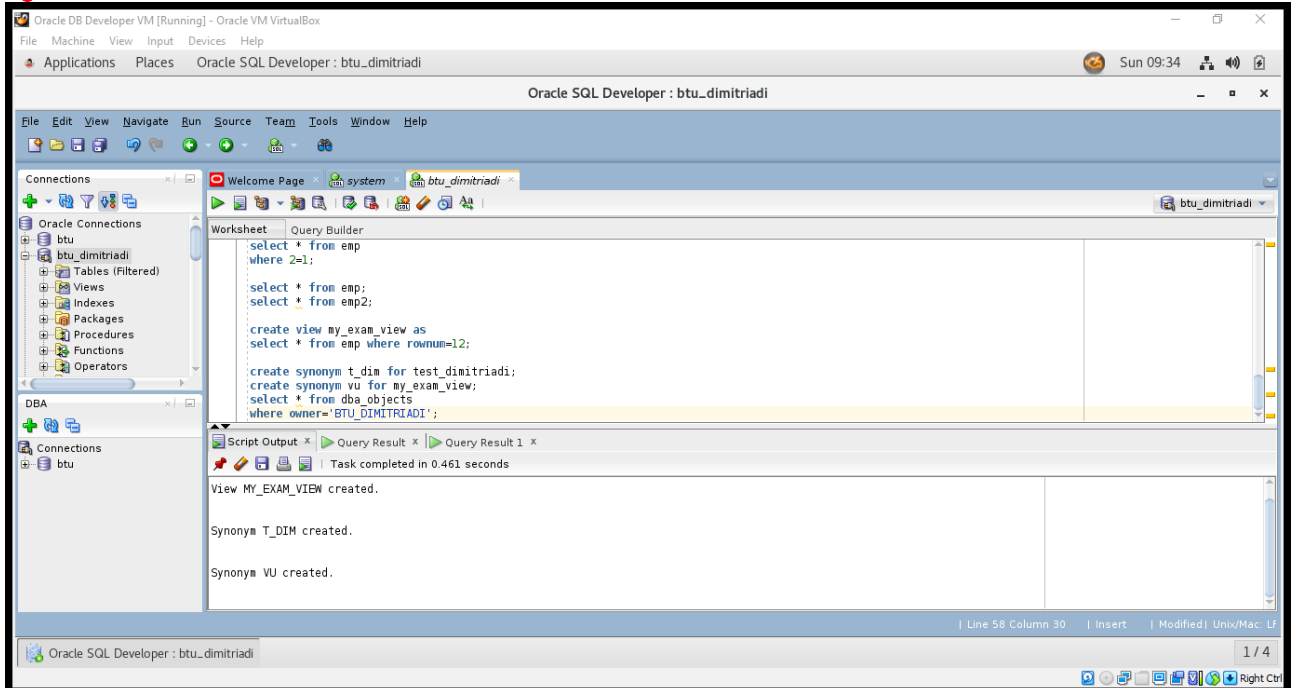 Oracle DB Developer VM [Running] - Oracle VM VirtualBox
File Machine View Input Devices Help
Applications Places Oracle SQL Developer : btu_dimitriadi Sun 09:34
Oracle SQL Developer : btu_dimitriadi
File Edit View Navigate Run Source Team Tools Window Help
Connections
Oracle Connections
btu
btu_dimitriadi
Tables (Filtered)
Views
Indexes
Packages
Procedures
Functions
Operators
DBA
Connections
btu
Welcome Page system btu_dimitriadi
btu_dimitriadi
Worksheet Query Builder
select * from emp
where 2=1;
select * from emp;
select * from emp2;
create view my_exam_view as
select * from emp where rownum=12;
create synonym t_dim for test_dimitriadi;
create synonym vu for my_exam_view;
select * from dba_objects
where owner='BTU_DIMITRIADI';
Script Output x Query Result x Query Result 1 x
Task completed in 0.461 seconds
View MY_EXAM_VIEW created.
Synonym T_DIM created.
Synonym VU created.
| Line 58 Column 30 | Insert | Modified | Unix/Mac: LF
Oracle SQL Developer : btu_dimitriadi 1 / 4
Right Ctrl